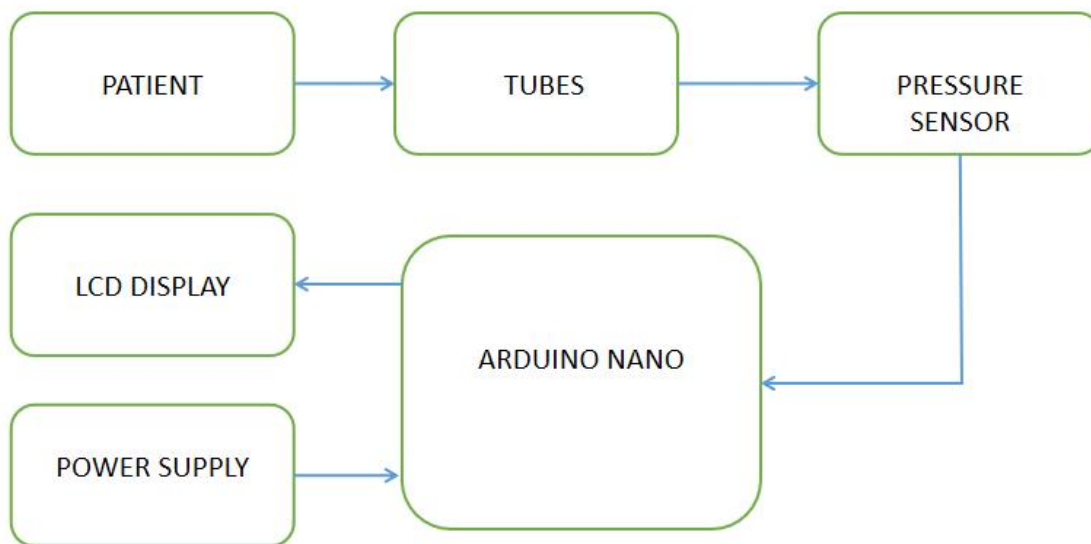 PATIENT
TUBES
PRESSURE
SENSOR
LCD DISPLAY
ARDUINO NANO
POWER SUPPLY